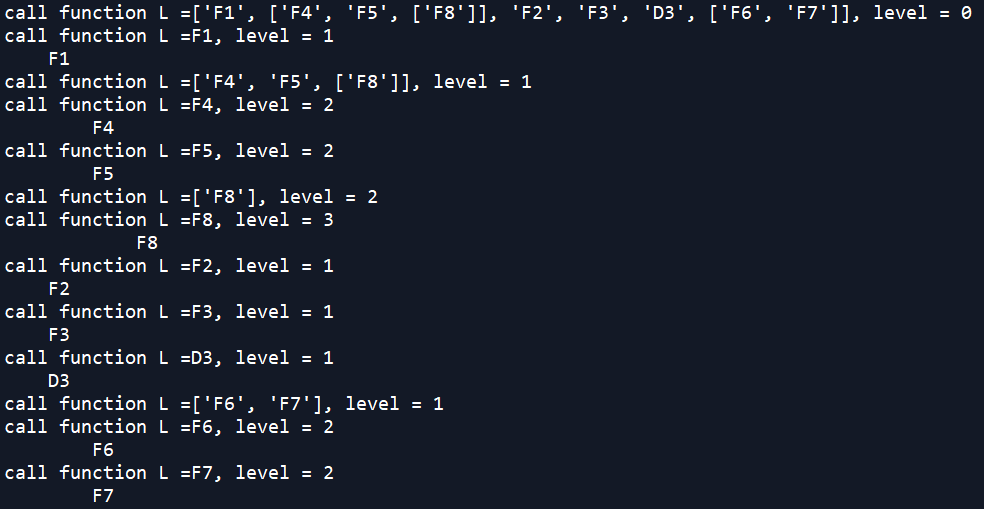 call function L =['F1', ['F4', 'F5', ['F8']], 'F2', 'F3', 'D3', ['F6', 'F7']], level = 0
call function L =F1, level = 1
    F1
call function L =['F4', 'F5', ['F8']], level = 1
call function L =F4, level = 2
        F4
call function L =F5, level = 2
        F5
call function L =['F8'], level = 2
call function L =F8, level = 3
            F8
call function L =F2, level = 1
    F2
call function L =F3, level = 1
    F3
call function L =D3, level = 1
    D3
call function L =['F6', 'F7'], level = 1
call function L =F6, level = 2
        F6
call function L =F7, level = 2
        F7